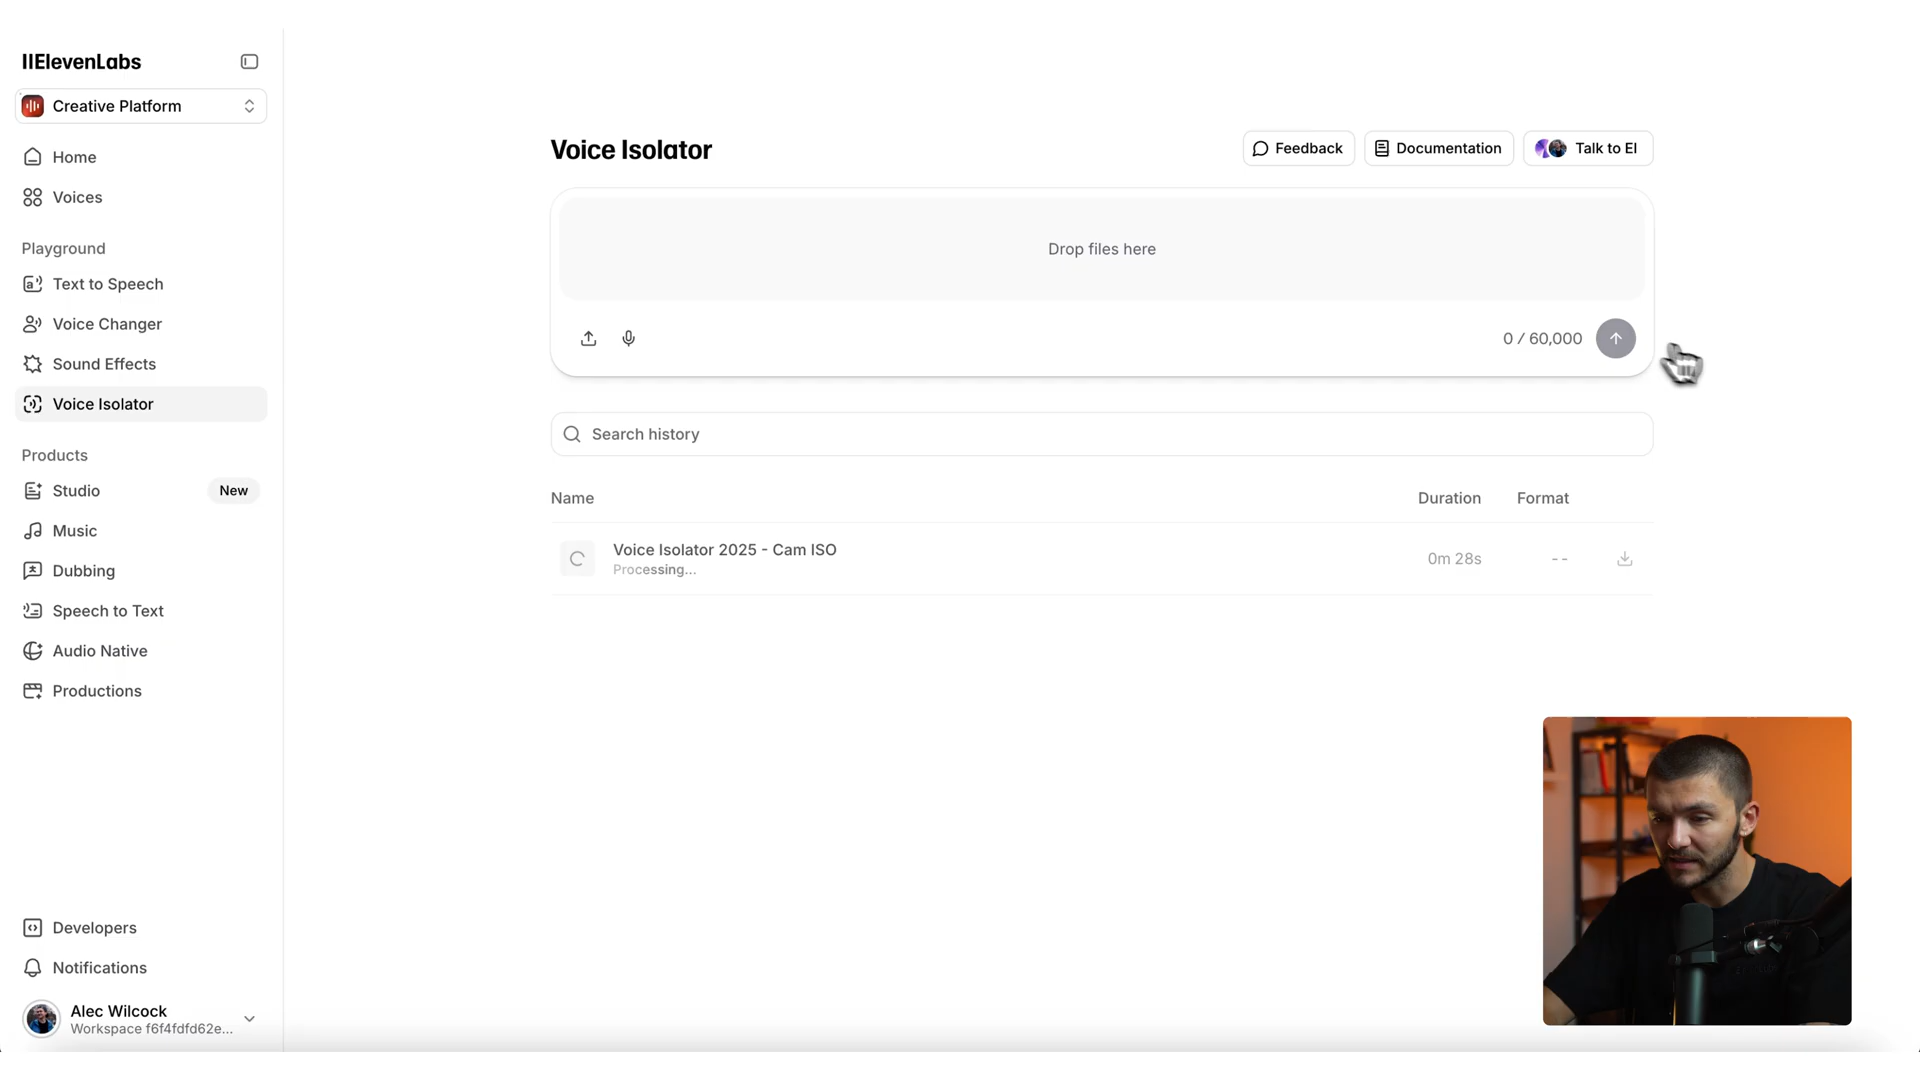 IIElevenLabs
Creative Platform
Home
Voices
Playground
Text to Speech
Voice Changer
Sound Effects
Voice Isolator
Products
Studio New
Music
Dubbing
Speech to Text
Audio Native
Productions
Developers
Notifications
Alec Wilcock
Workspace f6f4fdfd62e...
Voice Isolator
Feedback
Documentation
Talk to El
Drop files here
0 / 60,000
Search history
Name Duration Format
Voice Isolator 2025 - Cam ISO 0m 28s --
Processing...